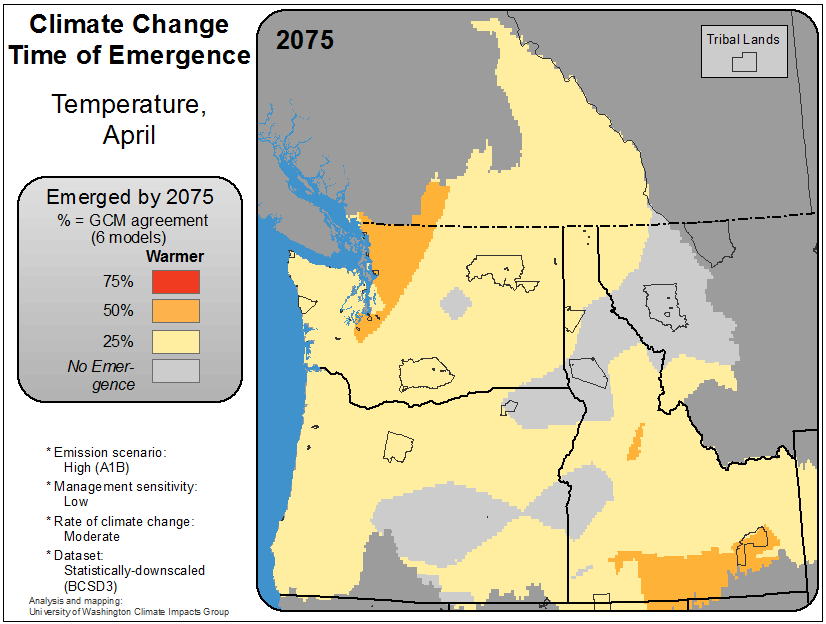 Climate Change
Time of Emergence
Temperature,
April
Emerged by 2075
% = GCM agreement
(6 models)
Warmer
75%
50%
25%
No Emer-
gence
* Emission scenario:
High (A1B)
* Management sensitivity:
Low
* Rate of climate change:
Moderate
* Dataset:
Statistically-downscaled
(BCSD3)
Analysis and mapping:
University of Washington Climate Impacts Group
2075
Tribal Lands